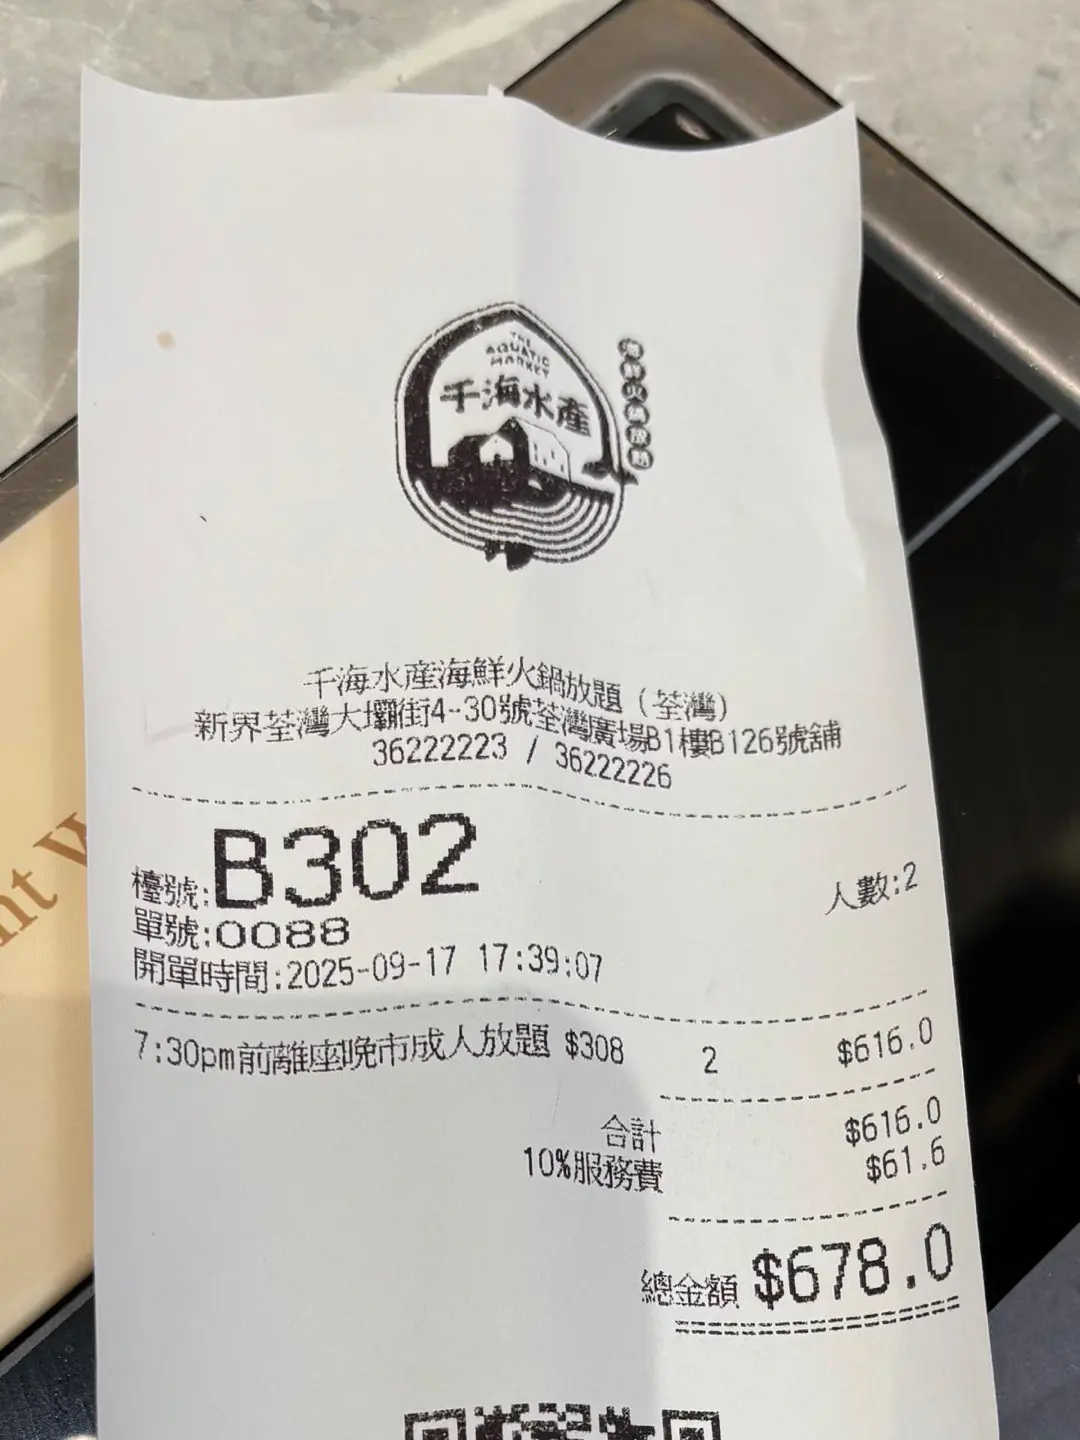 THE
AQUATIC
MARKET
千海水產
千海水產海鮮火鍋放題（荃灣）
新界荃灣大壩街4-30號荃灣廣場B1樓B126號舖
36222223 / 36222226
檯號:B302 人數:2
單號:0088
開單時間:2025-09-17 17:39:07
7:30pm前離座晚市成人放題 $308 2 $616.0
合計 $616.0
10%服務費 $61.6
總金額 $678.0
nt W